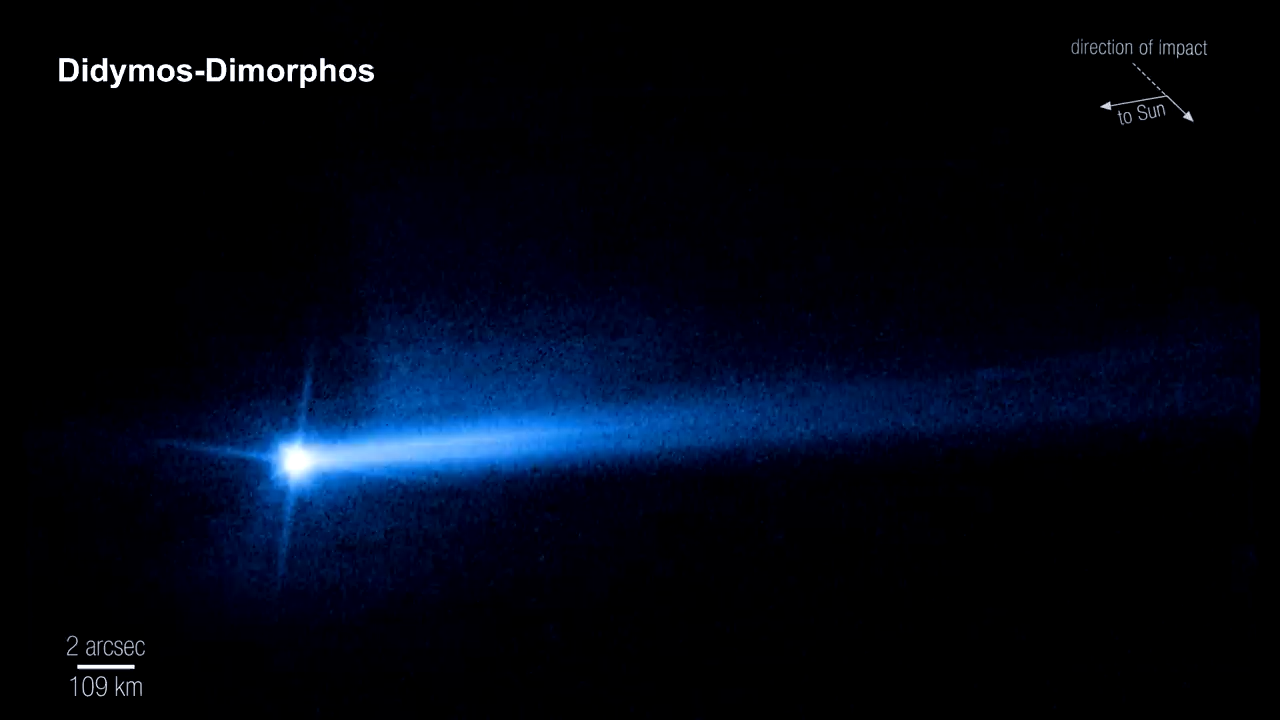 Didymos-Dimorphos
direction of impact
to Sun
2 arcsec
109 km